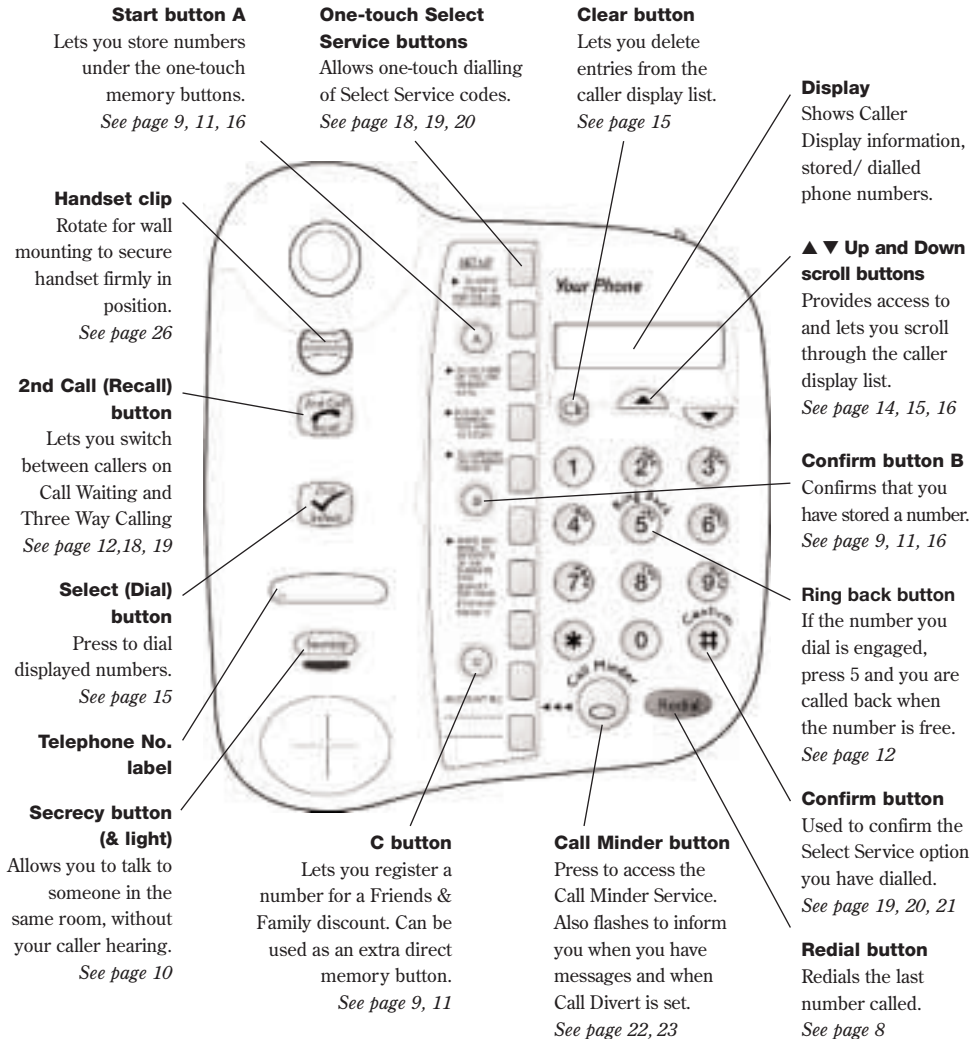 Start button A
Lets you store numbers
under the one-touch
memory buttons.
See page 9, 11, 16
One-touch Select
Service buttons
Allows one-touch dialling
of Select Service codes.
See page 18, 19, 20
Clear button
Lets you delete
entries from the
caller display list.
See page 15
Display
Shows Caller
Display information,
stored/ dialled
phone numbers.
Handset clip
Rotate for wall
mounting to secure
handset firmly in
position.
See page 26
▲ ▼ Up and Down
scroll buttons
Provides access to
and lets you scroll
through the caller
display list.
See page 14, 15, 16
2nd Call (Recall)
button
Lets you switch
between callers on
Call Waiting and
Three Way Calling
See page 12,18, 19
Confirm button B
Confirms that you
have stored a number.
See page 9, 11, 16
Select (Dial)
button
Press to dial
displayed numbers.
See page 15
Ring back button
If the number you
dial is engaged,
press 5 and you are
called back when
the number is free.
See page 12
Telephone No.
label
Secrecy button
(& light)
Allows you to talk to
someone in the
same room, without
your caller hearing.
See page 10
C button
Lets you register a
number for a Friends &
Family discount. Can be
used as an extra direct
memory button.
See page 9, 11
Call Minder button
Press to access the
Call Minder Service.
Also flashes to inform
you when you have
messages and when
Call Divert is set.
See page 22, 23
Confirm button
Used to confirm the
Select Service option
you have dialled.
See page 19, 20, 21
Redial button
Redials the last
number called.
See page 8
Your Phone
A
1 2 3
Ring Back
4 5 6
7 8 9
Confirm
* 0 #
Call Minder
Redial
2nd Call
Secrecy